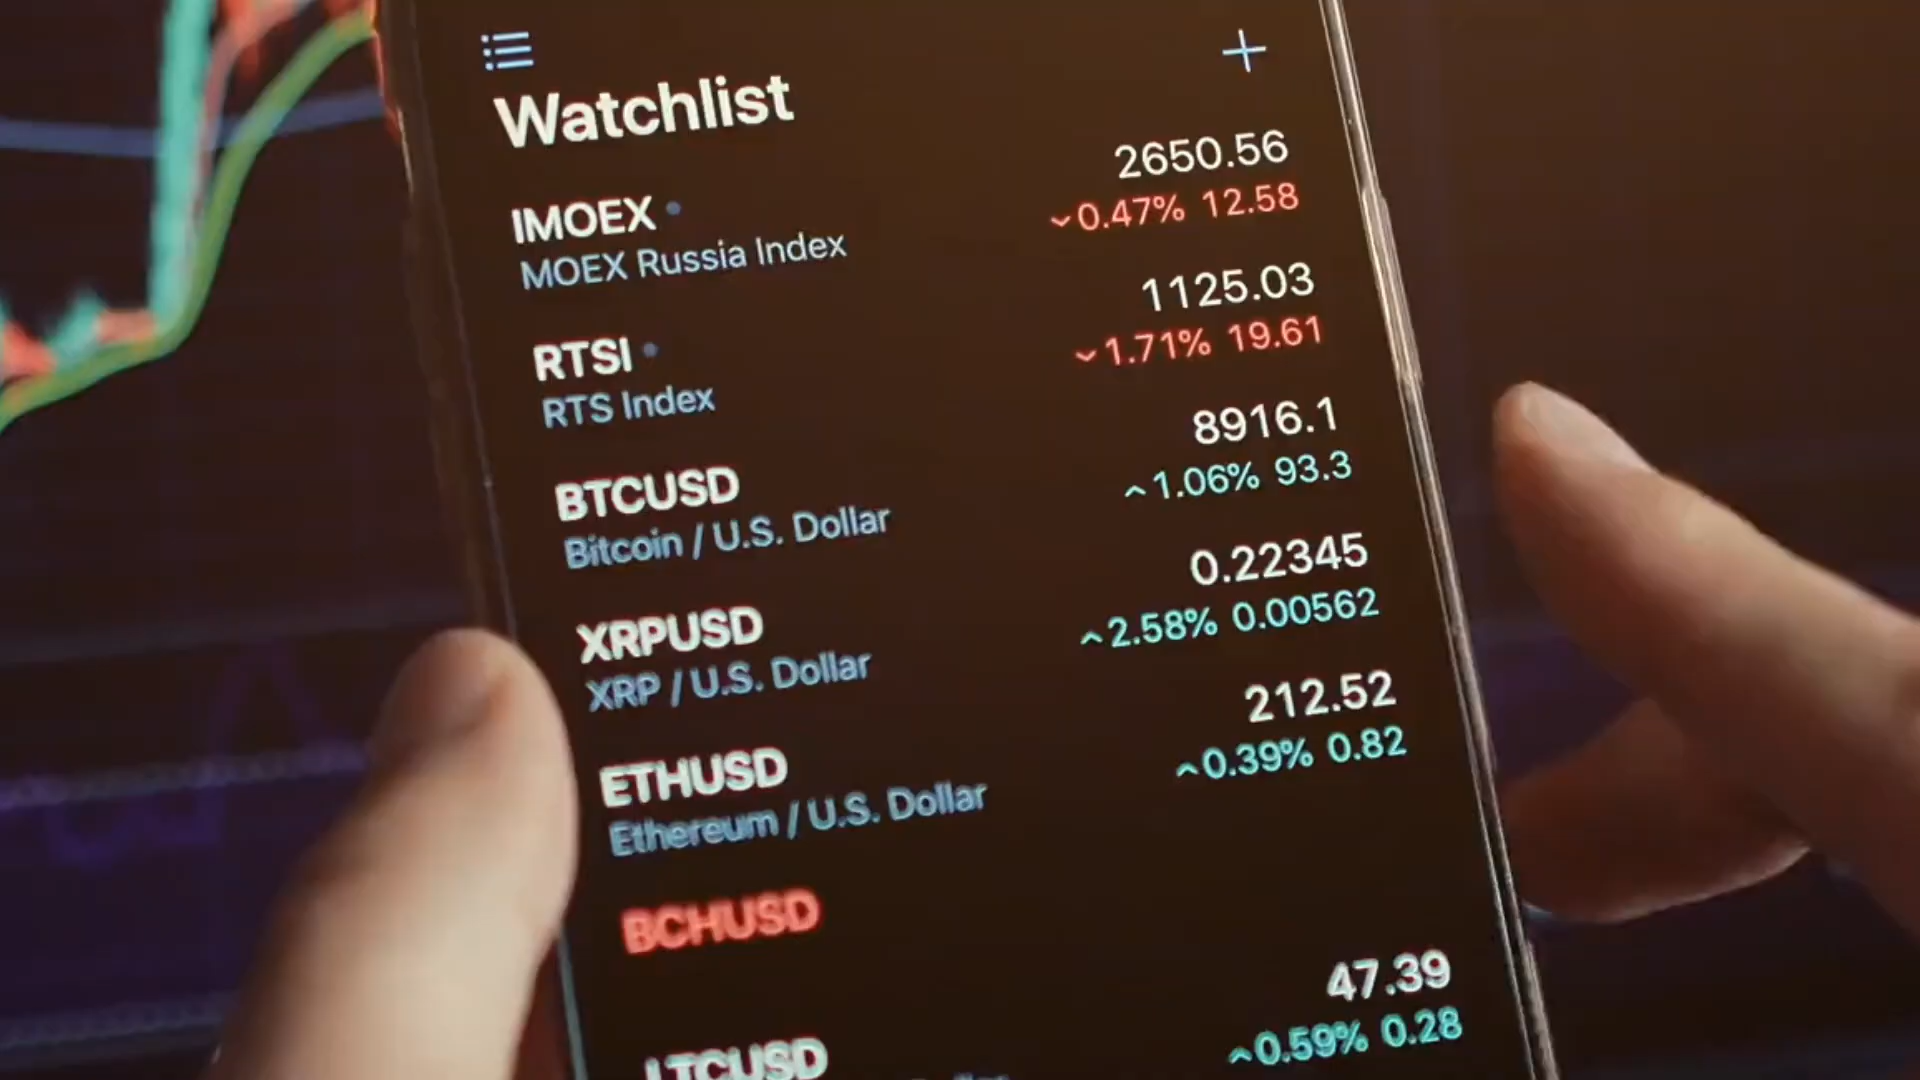 Watchlist
IMOEX
2650.56
MOEX Russia Index
0.47% 12.58
RTSI
1125.03
RTS Index
1.71% 19.61
BTCUSD
8916.1
Bitcoin / U.S. Dollar
1.06% 93.3
XRPUSD
0.22345
XRP / U.S. Dollar
2.58% 0.00562
ETHUSD
212.52
Ethereum / U.S. Dollar
0.39% 0.82
BCHUSD
LTCUSD
47.39
0.59% 0.28